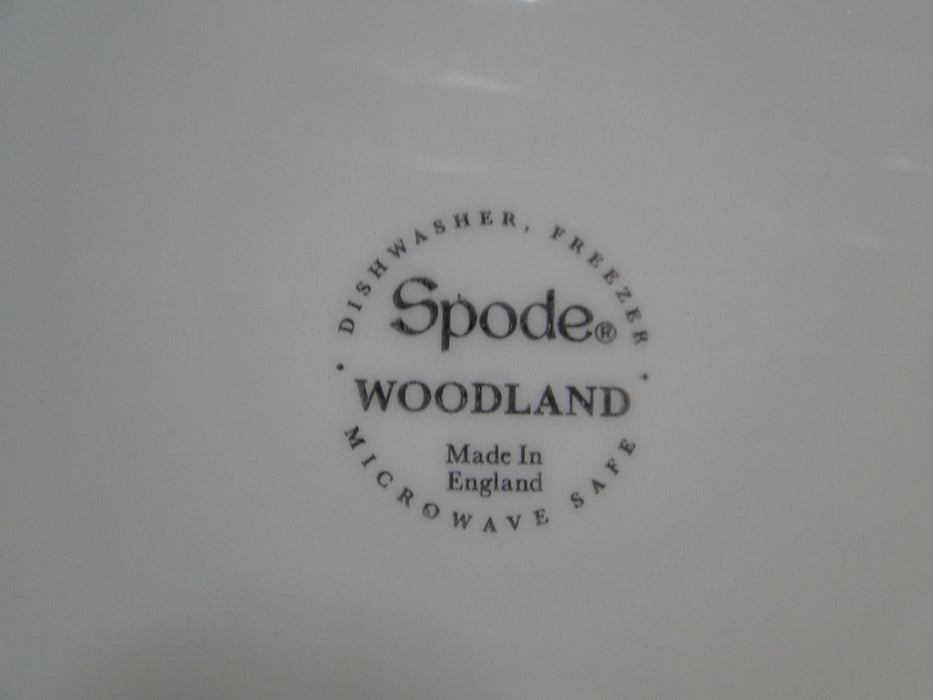 DISHWASHER, FREEZER
Spode®
WOODLAND
Made In
England
· MICROWAVE SAFE ·